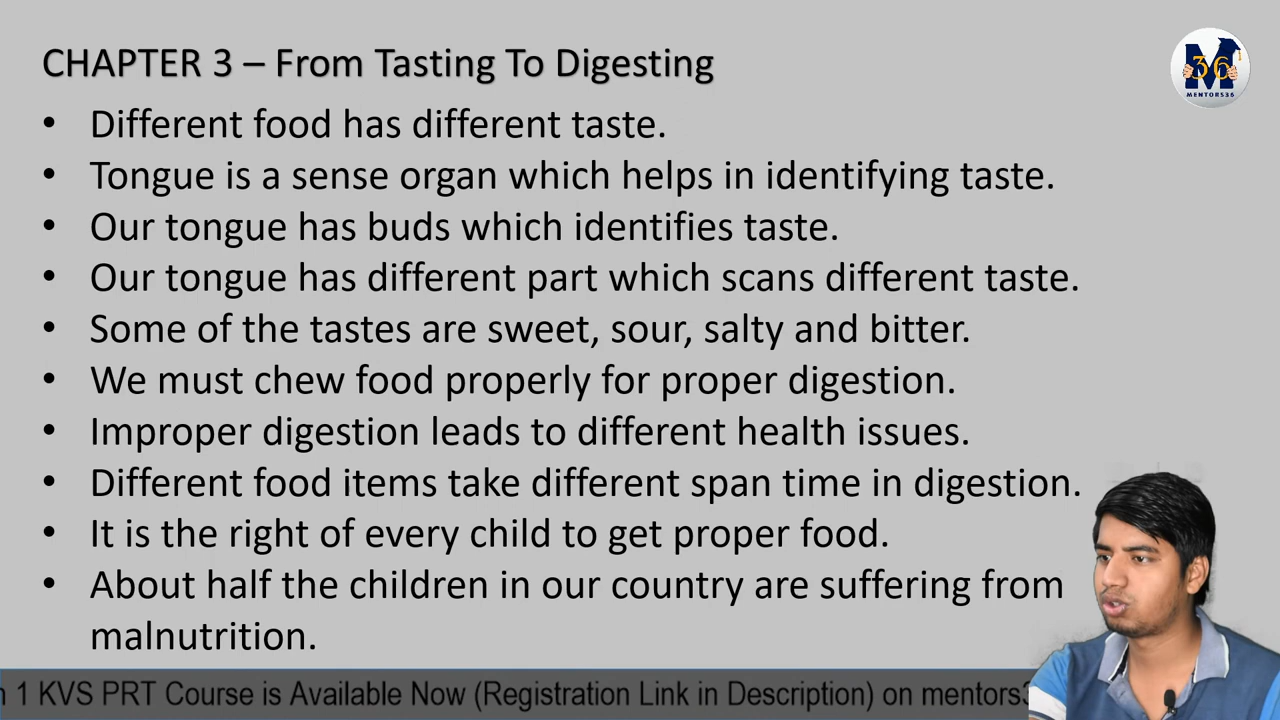 CHAPTER 3 – From Tasting To Digesting
M
36
MENTORS36
• Different food has different taste.
• Tongue is a sense organ which helps in identifying taste.
• Our tongue has buds which identifies taste.
• Our tongue has different part which scans different taste.
• Some of the tastes are sweet, sour, salty and bitter.
• We must chew food properly for proper digestion.
• Improper digestion leads to different health issues.
• Different food items take different span time in digestion.
• It is the right of every child to get proper food.
• About half the children in our country are suffering from
malnutrition.
1 KVS PRT Course is Available Now (Registration Link in Description) on